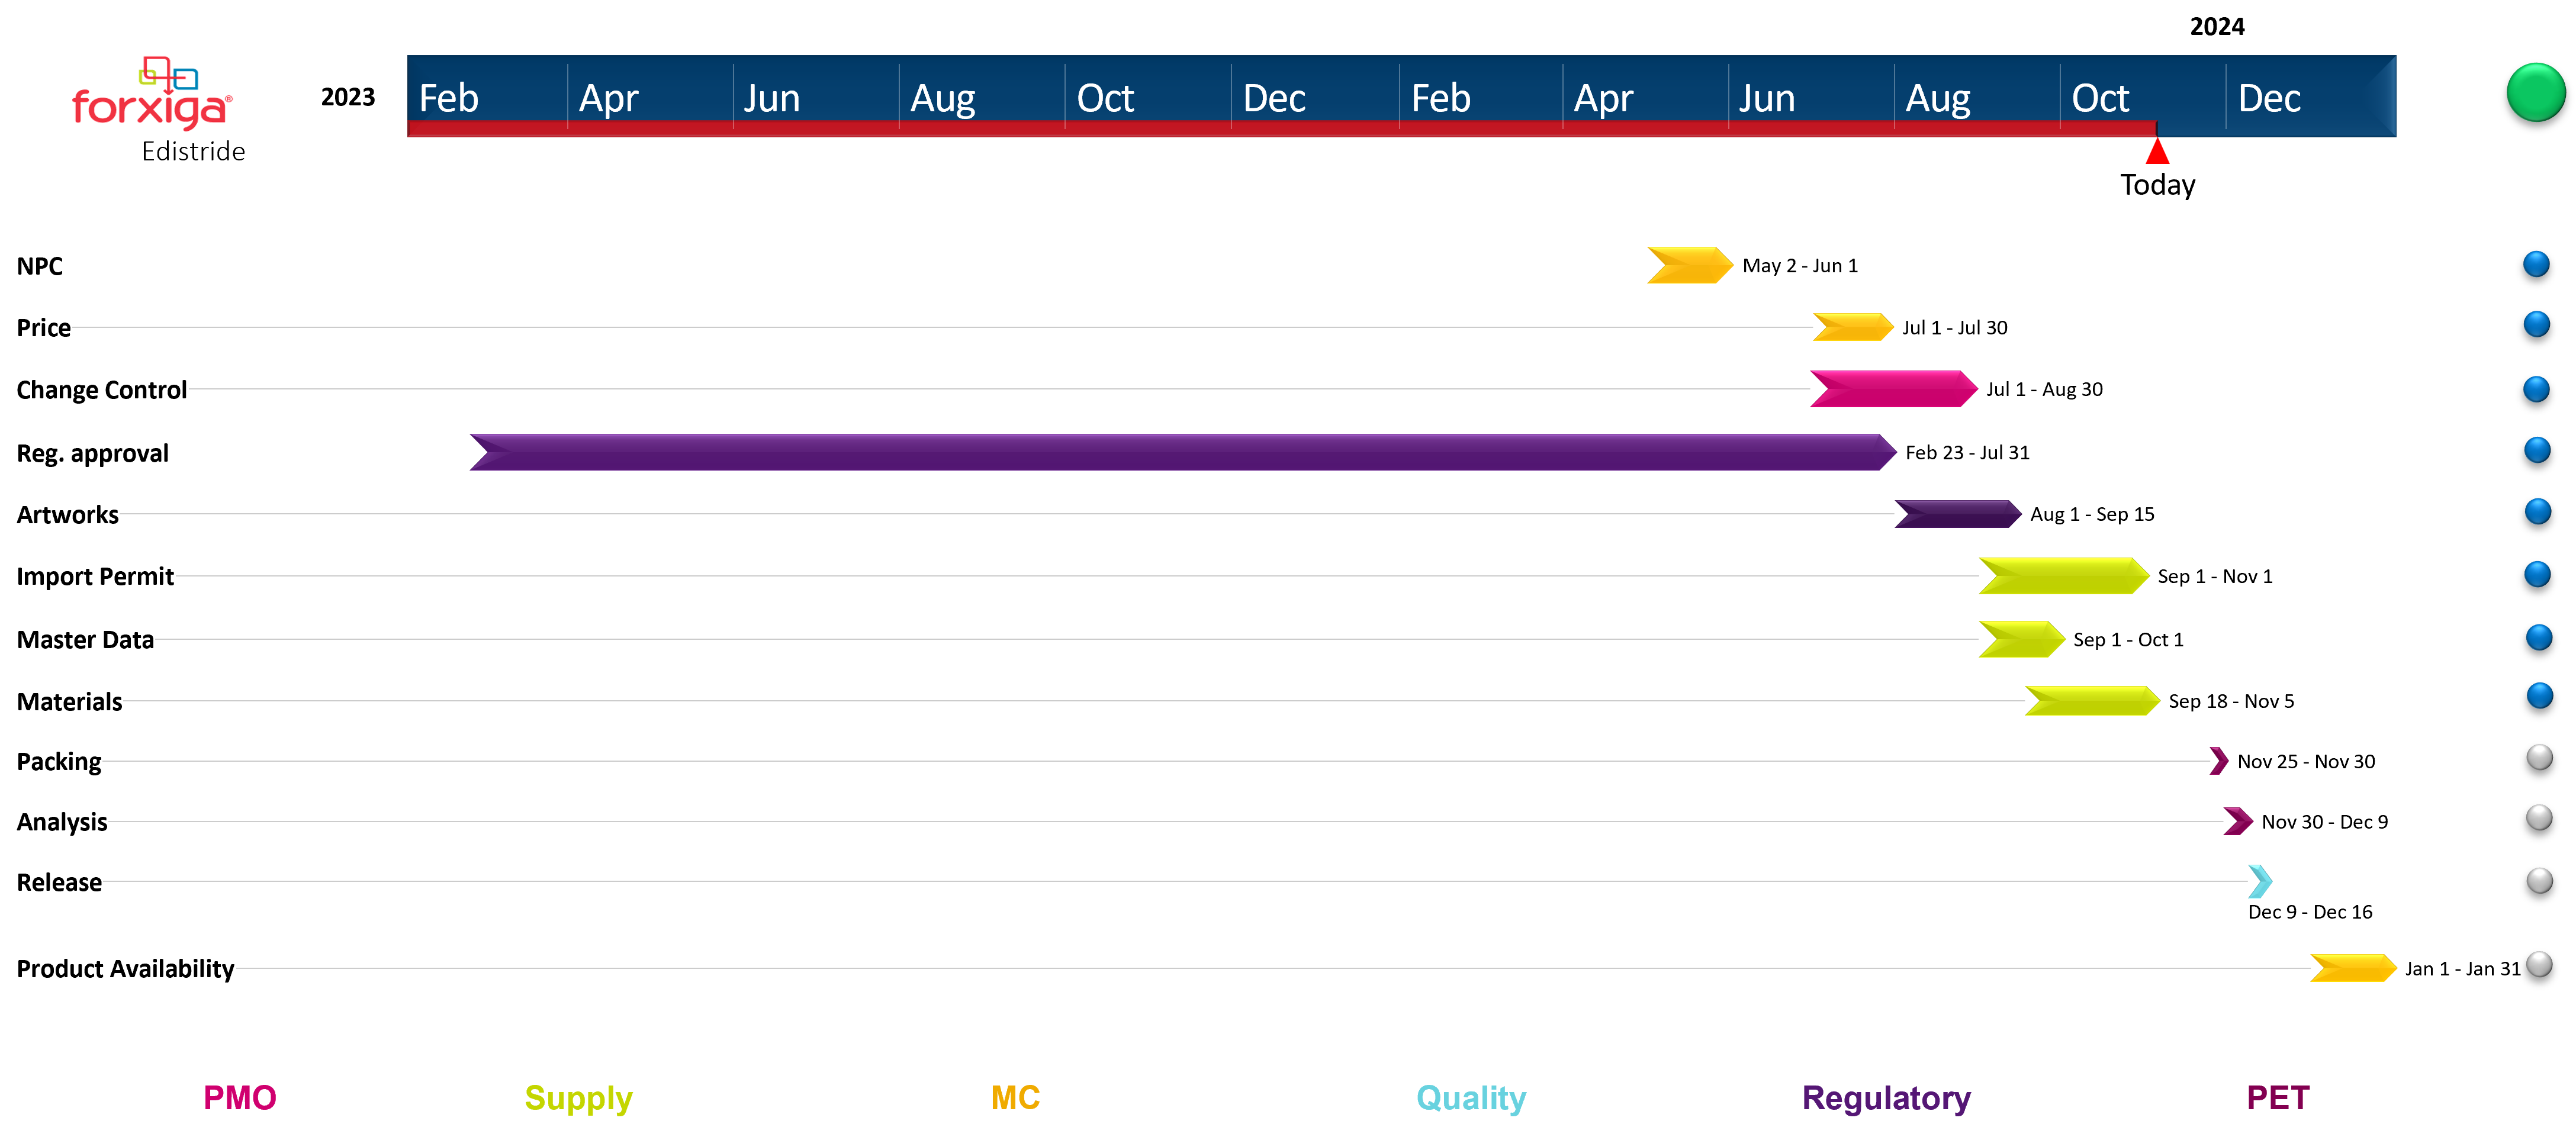 2024
2023
Feb Apr Jun Aug Oct Dec Feb Apr Jun Aug Oct Dec
forxiga®
Edistride
Today
NPC May 2 - Jun 1
Price Jul 1 - Jul 30
Change Control Jul 1 - Aug 30
Reg. approval Feb 23 - Jul 31
Artworks Aug 1 - Sep 15
Import Permit Sep 1 - Nov 1
Master Data Sep 1 - Oct 1
Materials Sep 18 - Nov 5
Packing Nov 25 - Nov 30
Analysis Nov 30 - Dec 9
Release
Dec 9 - Dec 16
Product Availability Jan 1 - Jan 31
PMO Supply MC Quality Regulatory PET